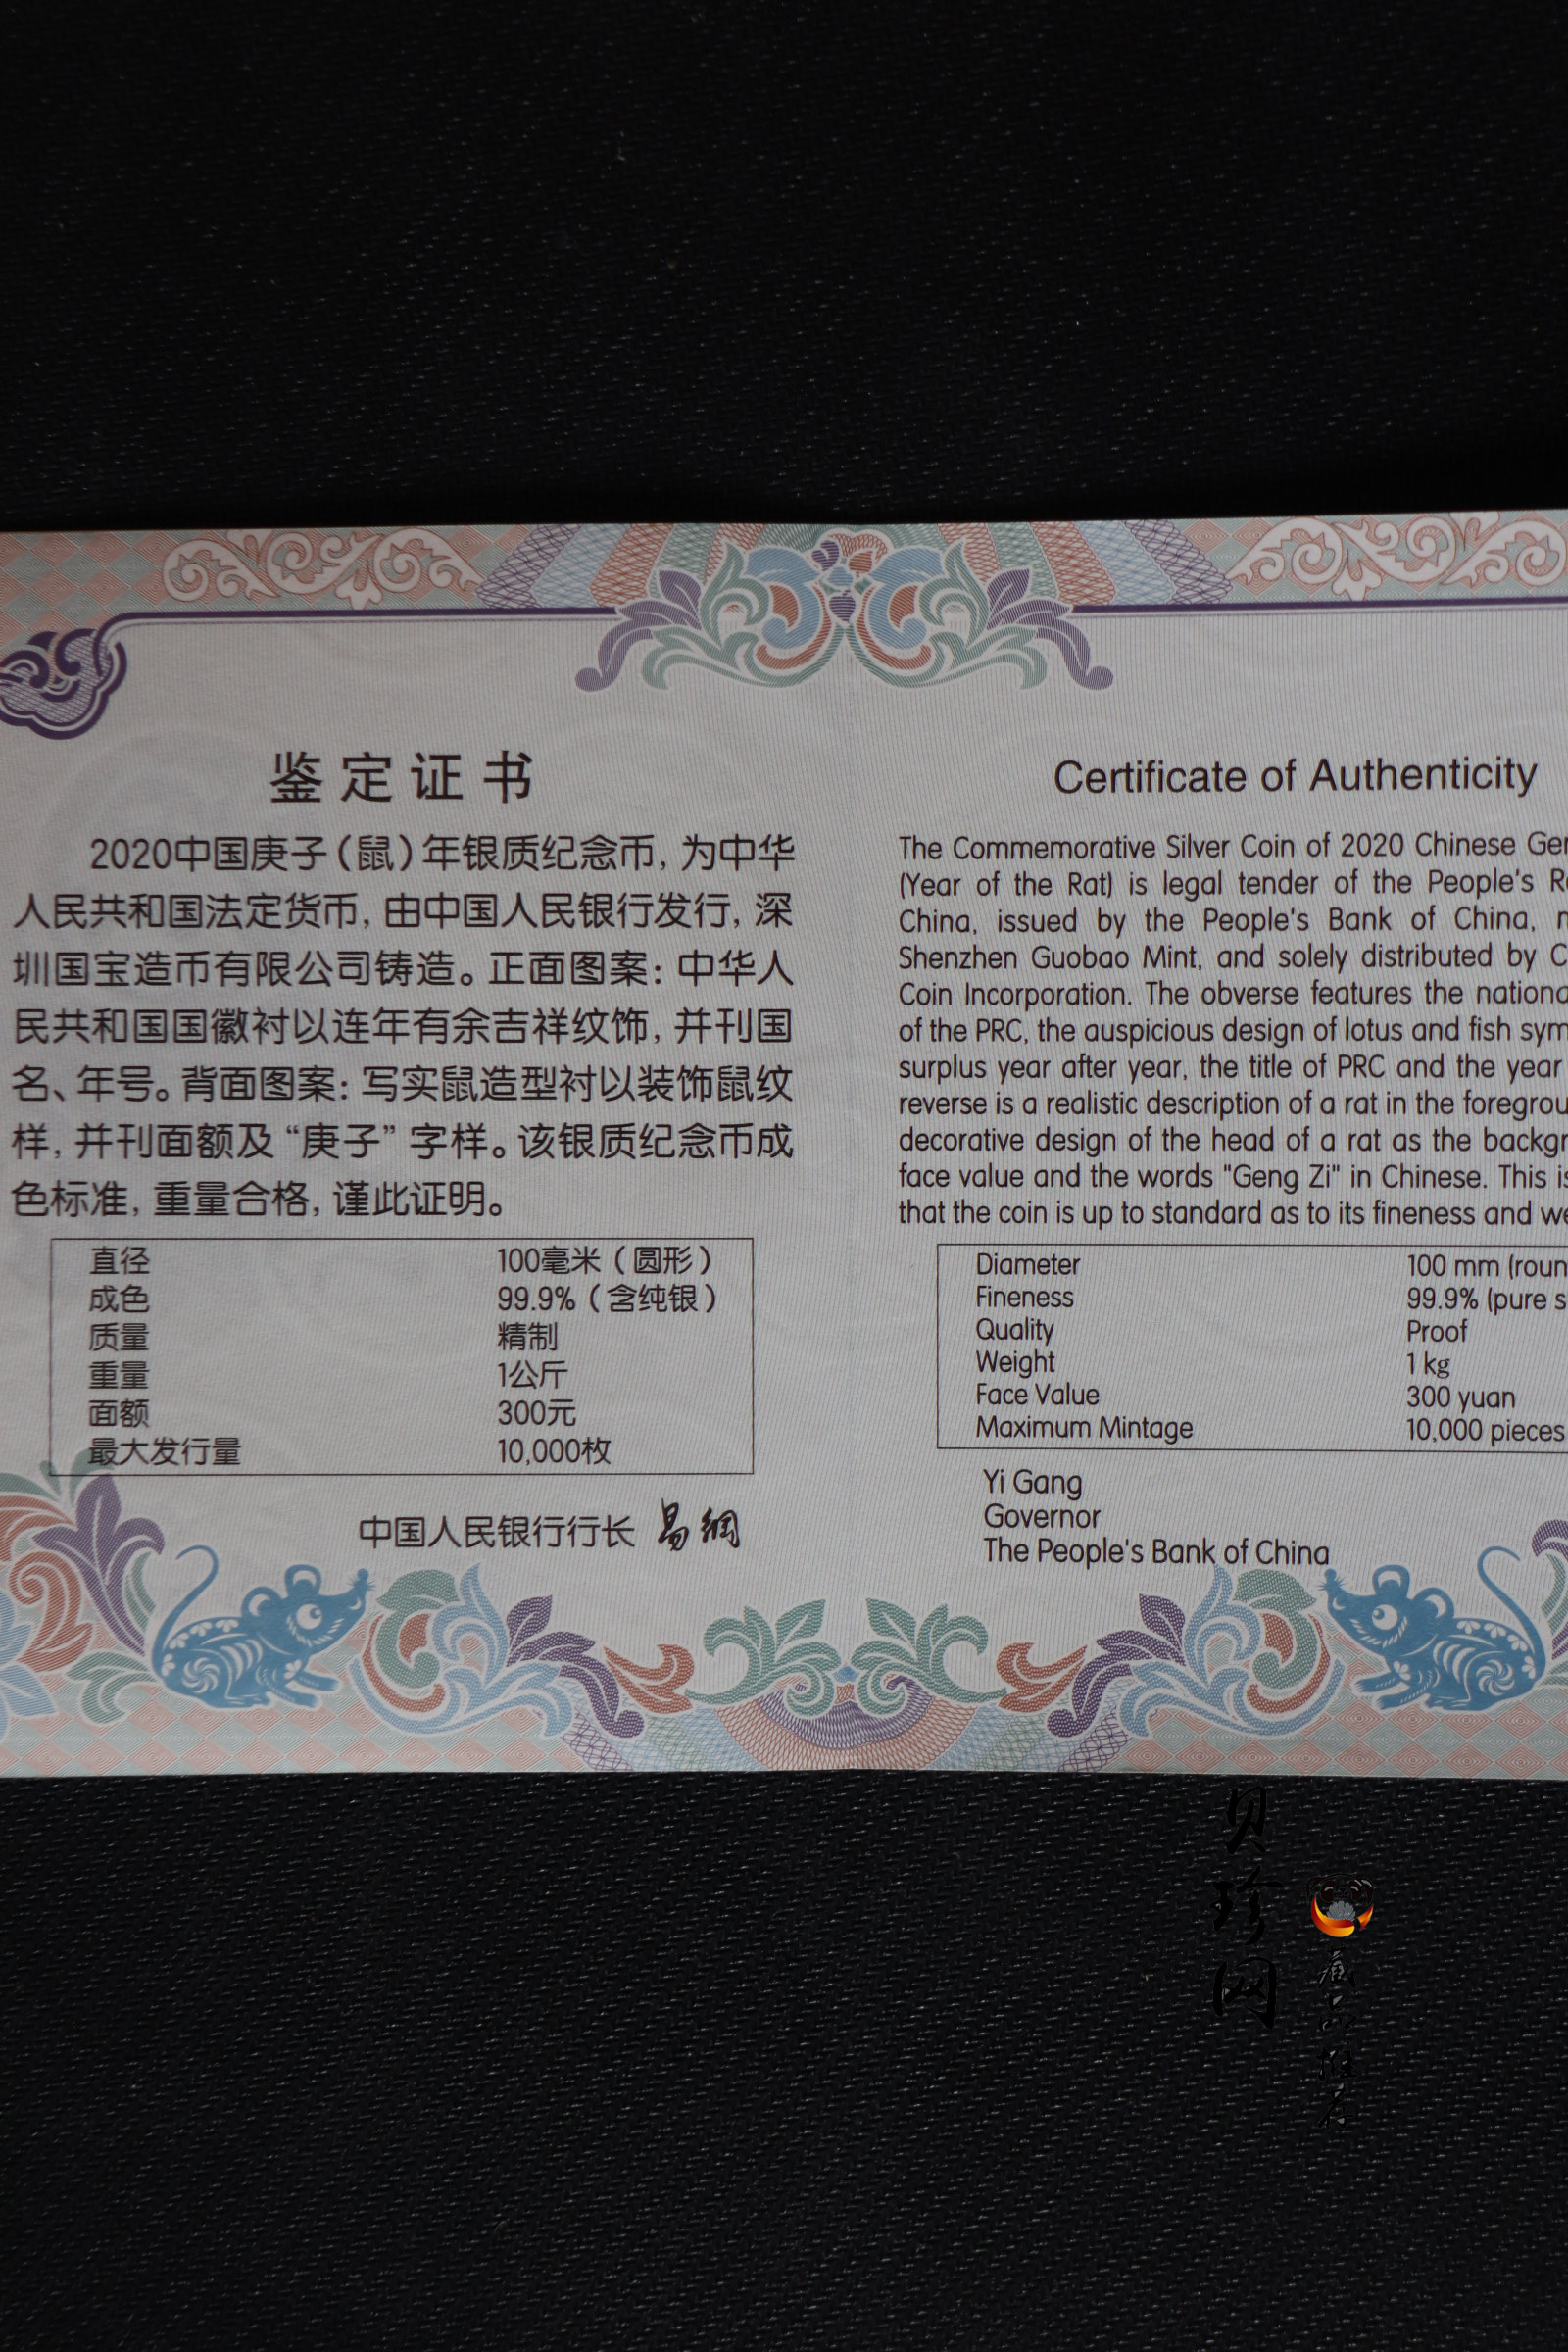 鉴定证书
2020中国庚子(鼠)年银质纪念币, 为中华
人民共和国法定货币, 由中国人民银行发行, 深
圳国宝造币有限公司铸造。正面图案: 中华人
民共和国国徽衬以连年有余吉祥纹饰, 并刊国
名、年号。背面图案: 写实鼠造型衬以装饰鼠纹
样, 并刊面额及 “庚子” 字样。该银质纪念币成
色标准, 重量合格, 谨此证明。
直径 100毫米 ( 圆形 )
成色 99.9% ( 含纯银 )
质量 精制
重量 1公斤
面额 300元
最大发行量 10,000枚
中国人民银行行长 易纲
Certificate of Authenticity
The Commemorative Silver Coin of 2020 Chinese
(Year of the Rat) is legal tender of the People's
China, issued by the People's Bank of China,
Shenzhen Guobao Mint, and solely distributed by
Coin Incorporation. The obverse features the
of the PRC, the auspicious design of lotus and fish
surplus year after year, the title of PRC and the year
reverse is a realistic description of a rat in the
decorative design of the head of a rat as the
face value and the words "Geng Zi" in Chinese. This
that the coin is up to standard as to its fineness and
Diameter 100 mm
Fineness 99.9% (pure
Quality Proof
Weight 1 kg
Face Value 300 yuan
Maximum Mintage 10,000 pieces
Yi Gang
Governor
The People's Bank of China
贝珍网